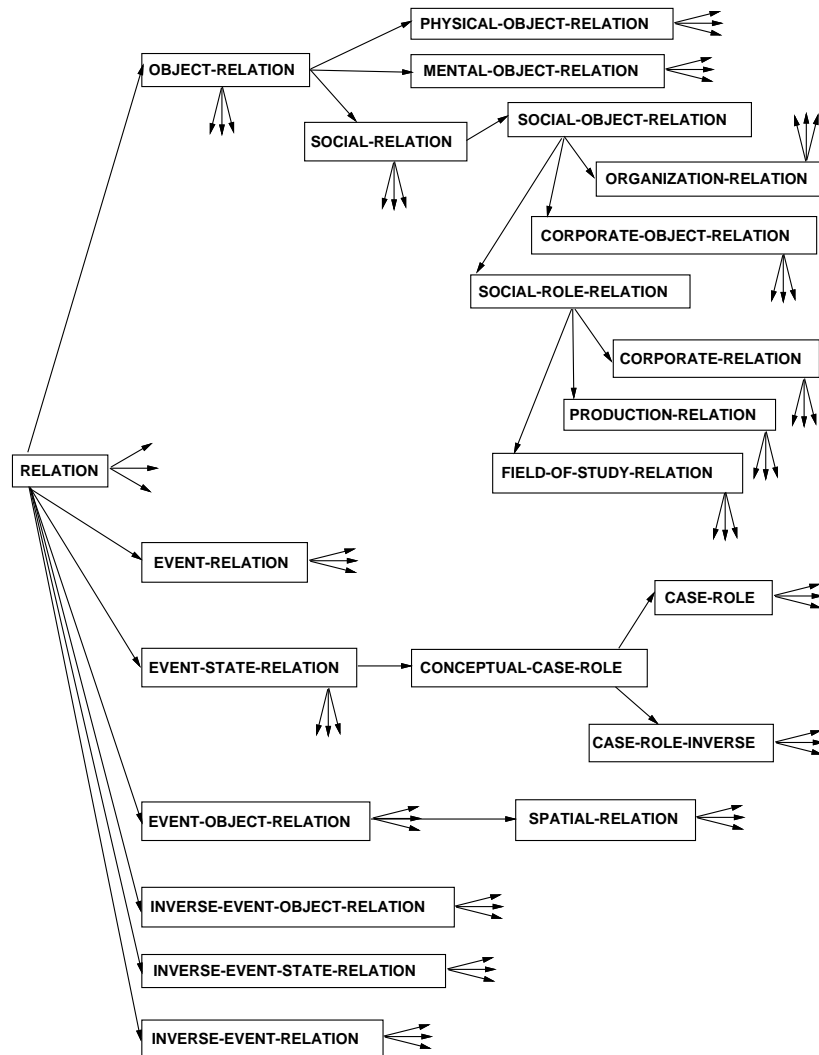 PHYSICAL-OBJECT-RELATION
OBJECT-RELATION
MENTAL-OBJECT-RELATION
SOCIAL-RELATION
SOCIAL-OBJECT-RELATION
ORGANIZATION-RELATION
CORPORATE-OBJECT-RELATION
SOCIAL-ROLE-RELATION
CORPORATE-RELATION
PRODUCTION-RELATION
FIELD-OF-STUDY-RELATION
RELATION
EVENT-RELATION
CASE-ROLE
EVENT-STATE-RELATION
CONCEPTUAL-CASE-ROLE
CASE-ROLE-INVERSE
EVENT-OBJECT-RELATION
SPATIAL-RELATION
INVERSE-EVENT-OBJECT-RELATION
INVERSE-EVENT-STATE-RELATION
INVERSE-EVENT-RELATION